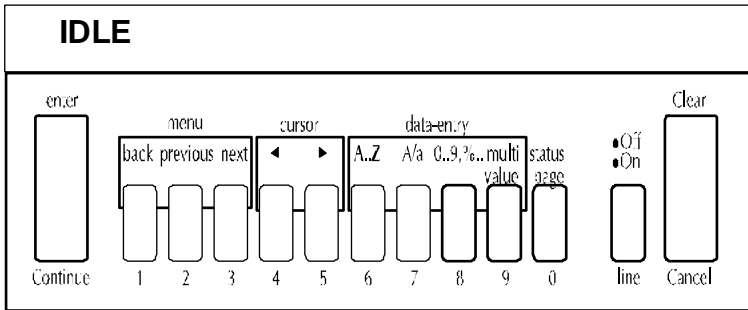 IDLE
enter
Clear
menu
cursor
data-entry
back previous next ◄ ► A..Z A/a 0..9,%.. multi value status page
•Off
•On
Continue 1 2 3 4 5 6 7 8 9 0 line Cancel